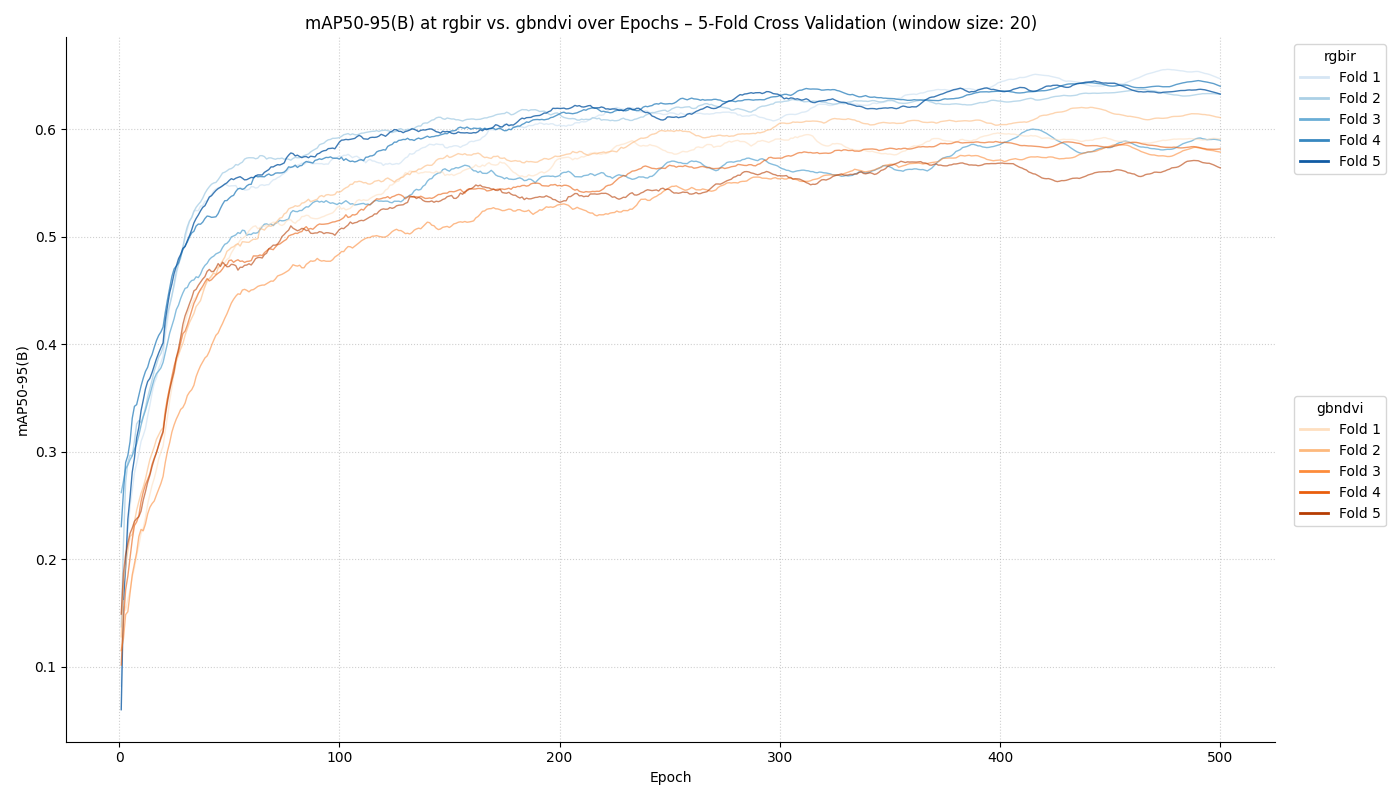 mAP50-95(B) at rgbir vs. gbndvi over Epochs – 5-Fold Cross Validation (window size: 20)
rgbir
Fold 1
Fold 2
Fold 3
Fold 4
Fold 5
gbndvi
Fold 1
Fold 2
Fold 3
Fold 4
Fold 5
mAP50-95(B)
0.6
0.5
0.4
0.3
0.2
0.1
0 100 200 300 400 500
Epoch